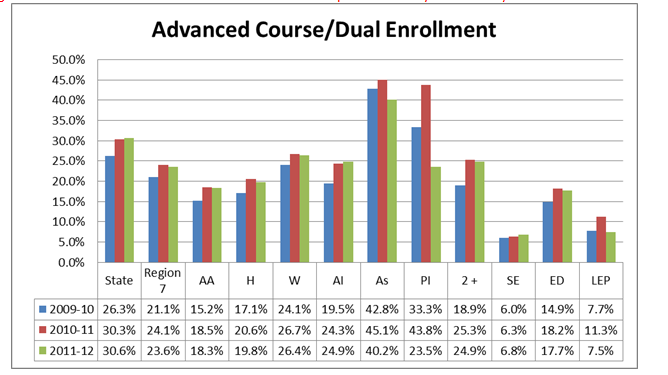 Advanced Course/Dual Enrollment
50.0%
45.0%
40.0%
35.0%
30.0%
25.0%
20.0%
15.0%
10.0%
5.0%
0.0%
State Region 7 AA H W AI As PI 2 + SE ED LEP
2009-10 26.3% 21.1% 15.2% 17.1% 24.1% 19.5% 42.8% 33.3% 18.9% 6.0% 14.9% 7.7%
2010-11 30.3% 24.1% 18.5% 20.6% 26.7% 24.3% 45.1% 43.8% 25.3% 6.3% 18.2% 11.3%
2011-12 30.6% 23.6% 18.3% 19.8% 26.4% 24.9% 40.2% 23.5% 24.9% 6.8% 17.7% 7.5%